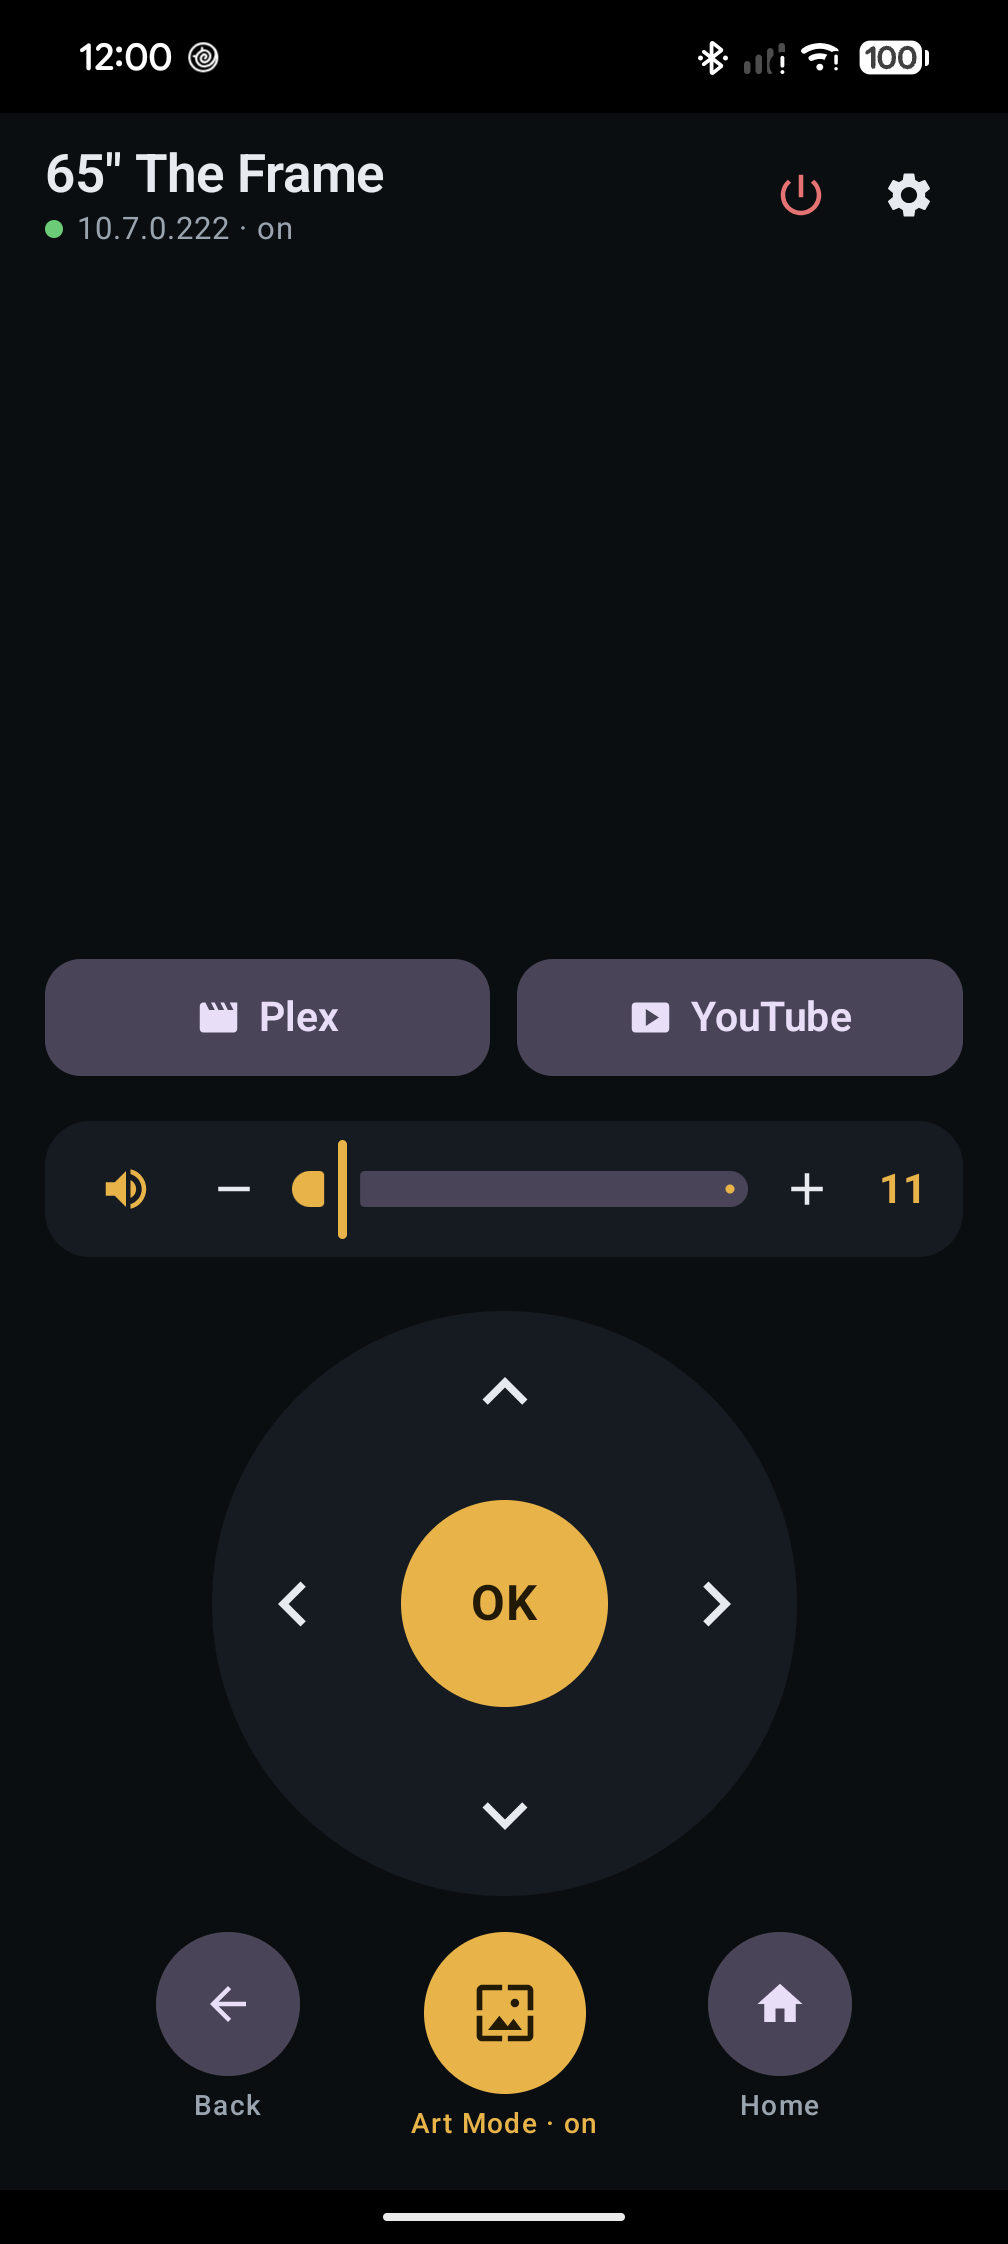 12:00
100
65" The Frame
10.7.0.222 · on
Plex
YouTube
11
OK
Back
Art Mode · on
Home